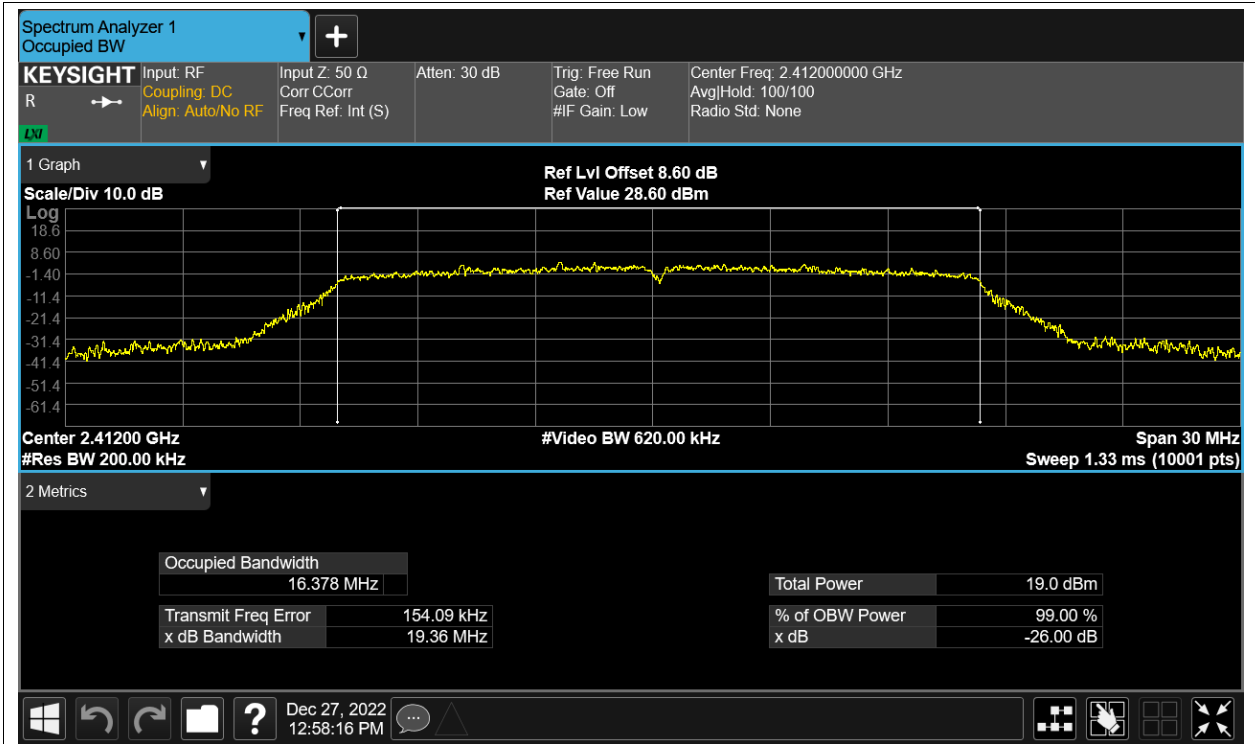 Spectrum Analyzer 1
Occupied BW
KEYSIGHT
R
LXI
Input: RF
Coupling: DC
Align: Auto/No RF
Input Z: 50 Ω
Corr CCorr
Freq Ref: Int (S)
Atten: 30 dB
Trig: Free Run
Gate: Off
#IF Gain: Low
Center Freq: 2.412000000 GHz
Avg|Hold: 100/100
Radio Std: None
1 Graph
Scale/Div 10.0 dB
Ref Lvl Offset 8.60 dB
Ref Value 28.60 dBm
Log
18.6
8.60
-1.40
-11.4
-21.4
-31.4
-41.4
-51.4
-61.4
Center 2.41200 GHz
#Video BW 620.00 kHz
Span 30 MHz
#Res BW 200.00 kHz
Sweep 1.33 ms (10001 pts)
2 Metrics
Occupied Bandwidth
16.378 MHz
Total Power 19.0 dBm
Transmit Freq Error 154.09 kHz
% of OBW Power 99.00 %
x dB Bandwidth 19.36 MHz
x dB -26.00 dB
?
Dec 27, 2022
12:58:16 PM